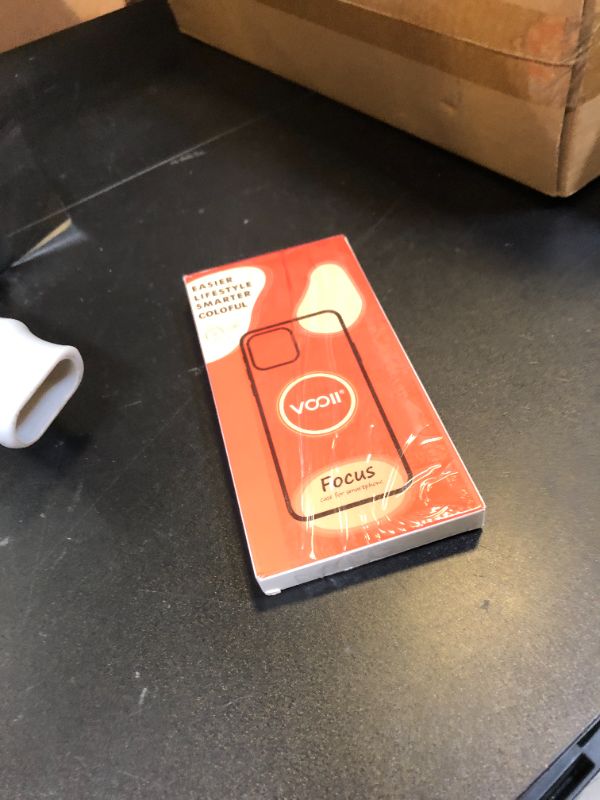 EASIER
LIFESTYLE
SMARTER
COLOFUL
VOOII®
Focus
case for smartphone